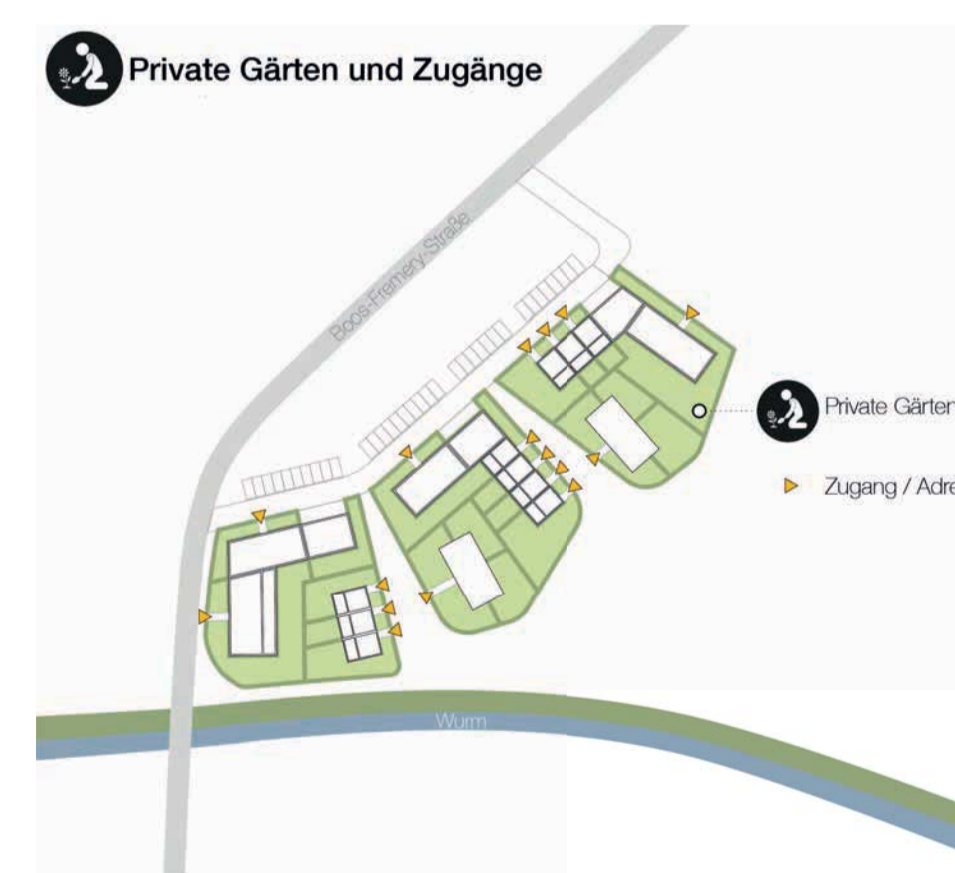 Private Gärten und Zugänge
Boos-Fremery-Straße
Private Gärten
Zugang / Adre
Wurm